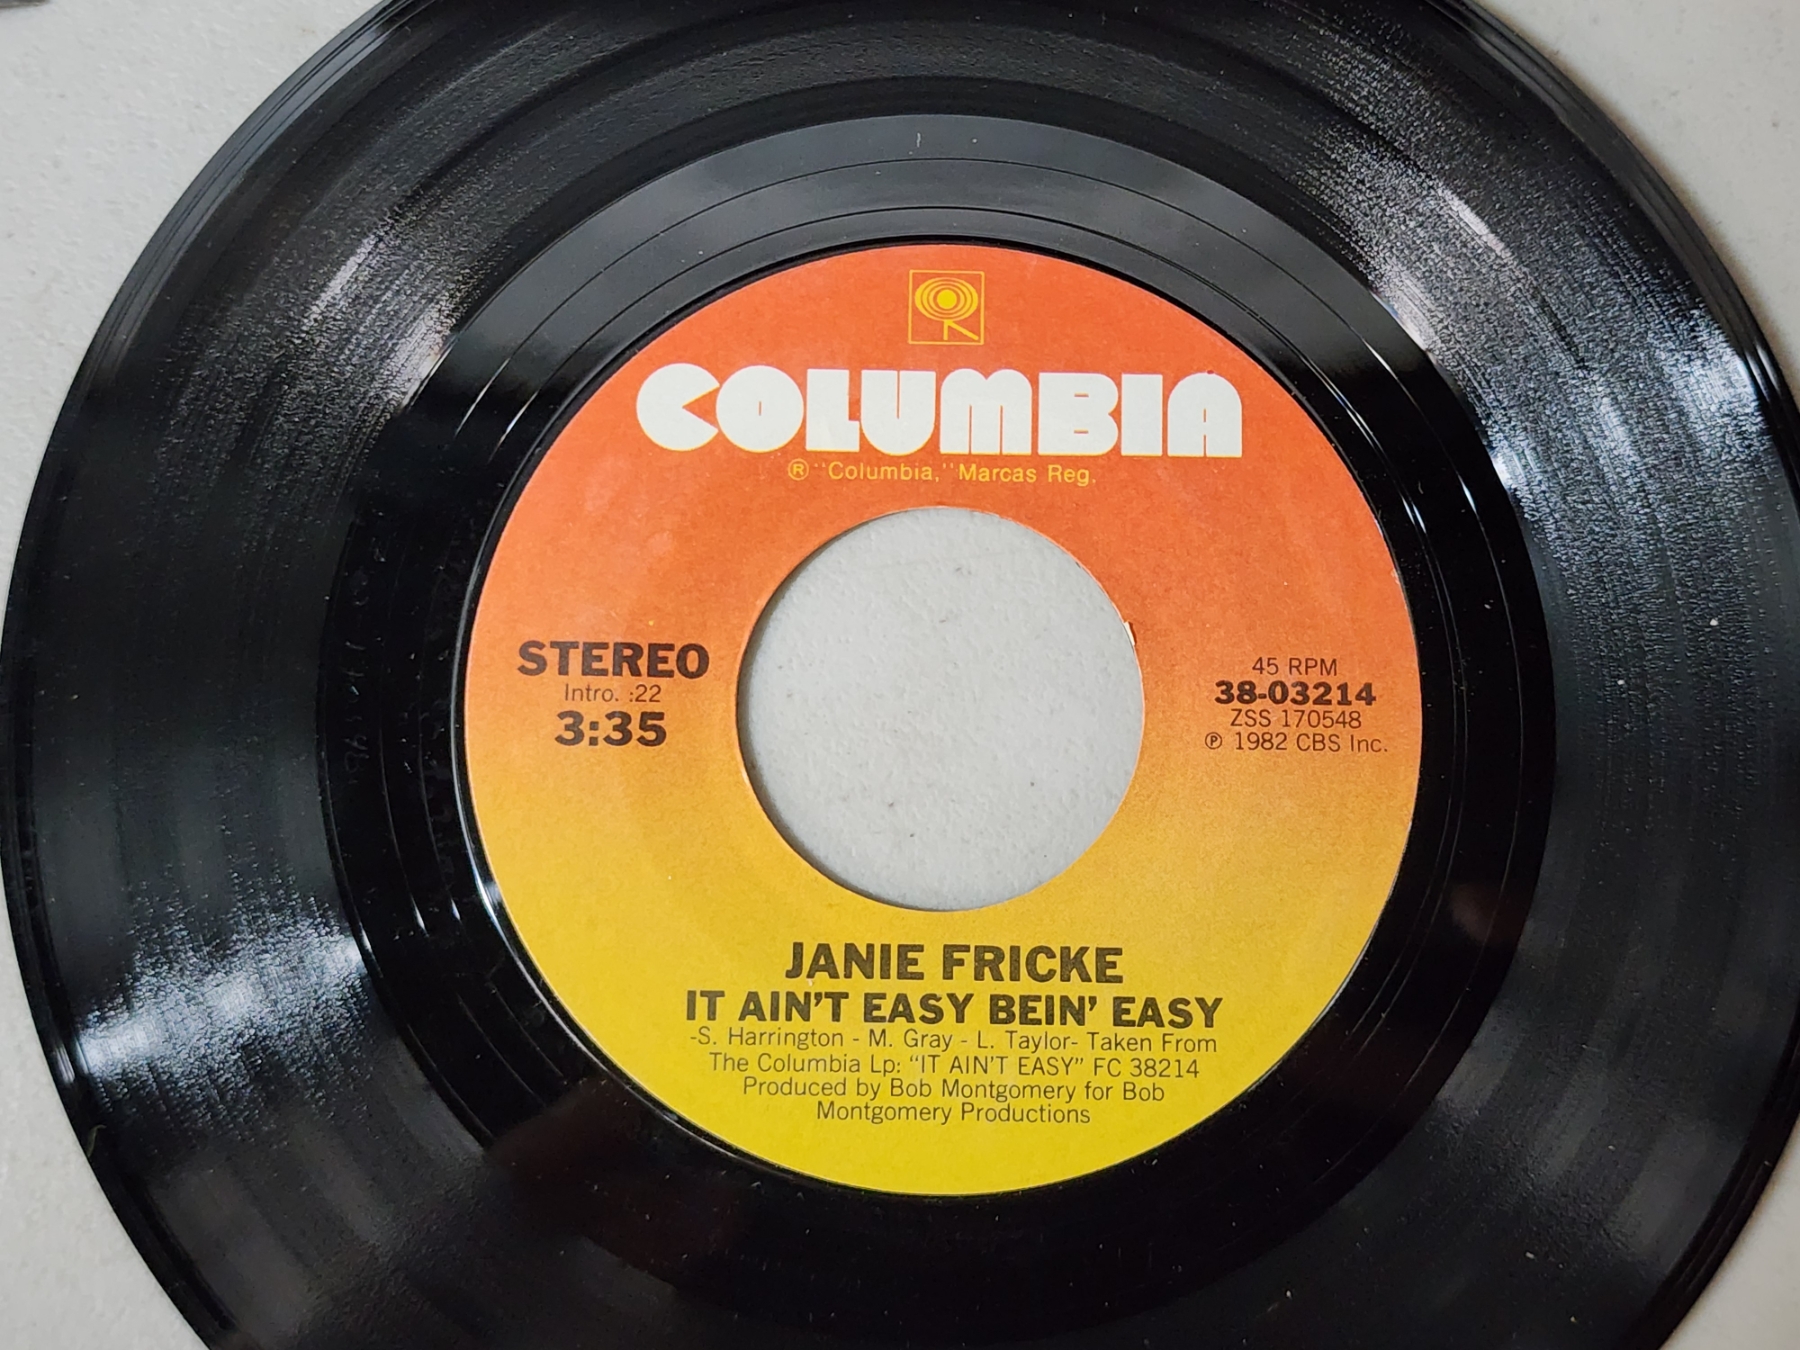 COLUMBIA
® "Columbia," Marcas Reg.
STEREO
Intro. :22
3:35
45 RPM
38-03214
ZSS 170548
℗ 1982 CBS Inc.
JANIE FRICKE
IT AIN'T EASY BEIN' EASY
-S. Harrington - M. Gray - L. Taylor- Taken From
The Columbia Lp: "IT AIN'T EASY" FC 38214
Produced by Bob Montgomery for Bob
Montgomery Productions